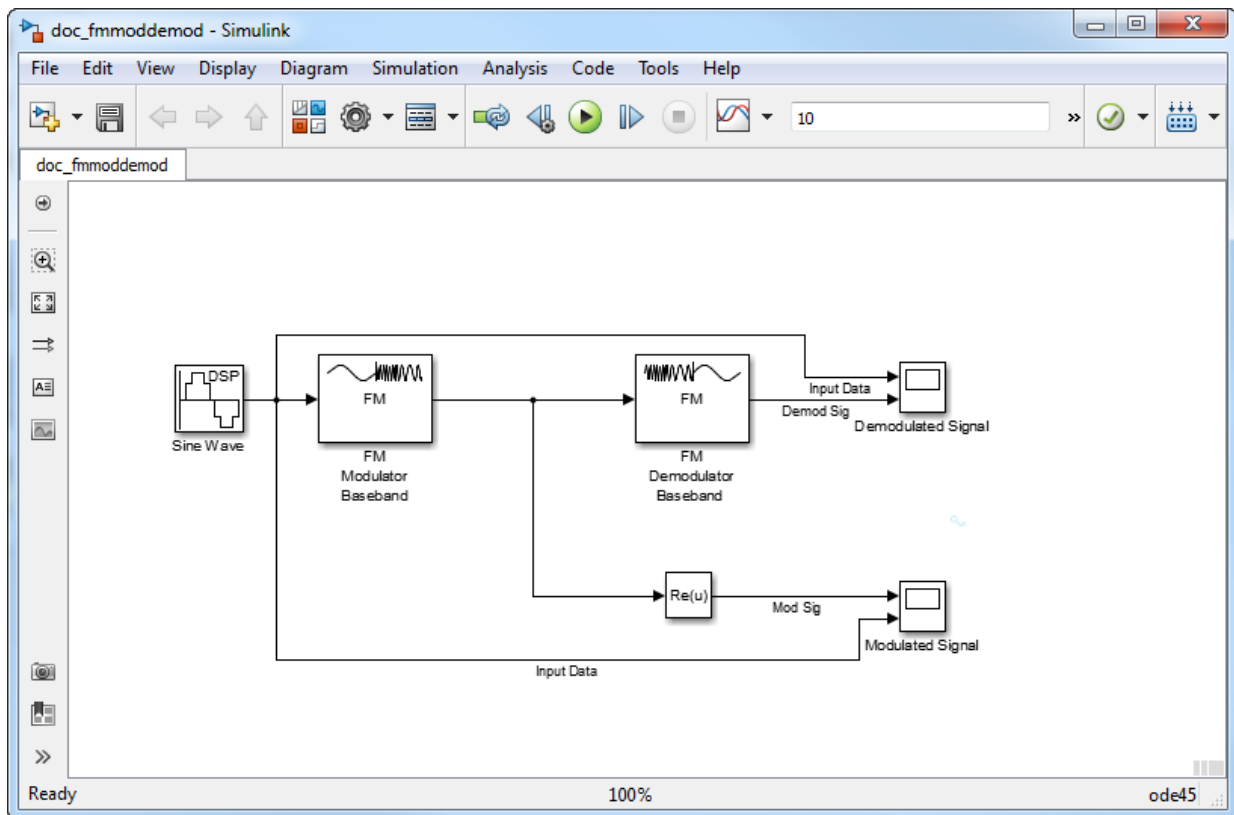 doc_fmmoddemod - Simulink
File Edit View Display Diagram Simulation Analysis Code Tools Help
10
»
doc_fmmoddemod
DSP
Sine Wave
FM
FM
Modulator
Baseband
FM
FM
Demodulator
Baseband
Input Data
Demod Sig
Demodulated Signal
Re(u)
Mod Sig
Modulated Signal
Input Data
A
»
Ready 100% ode45